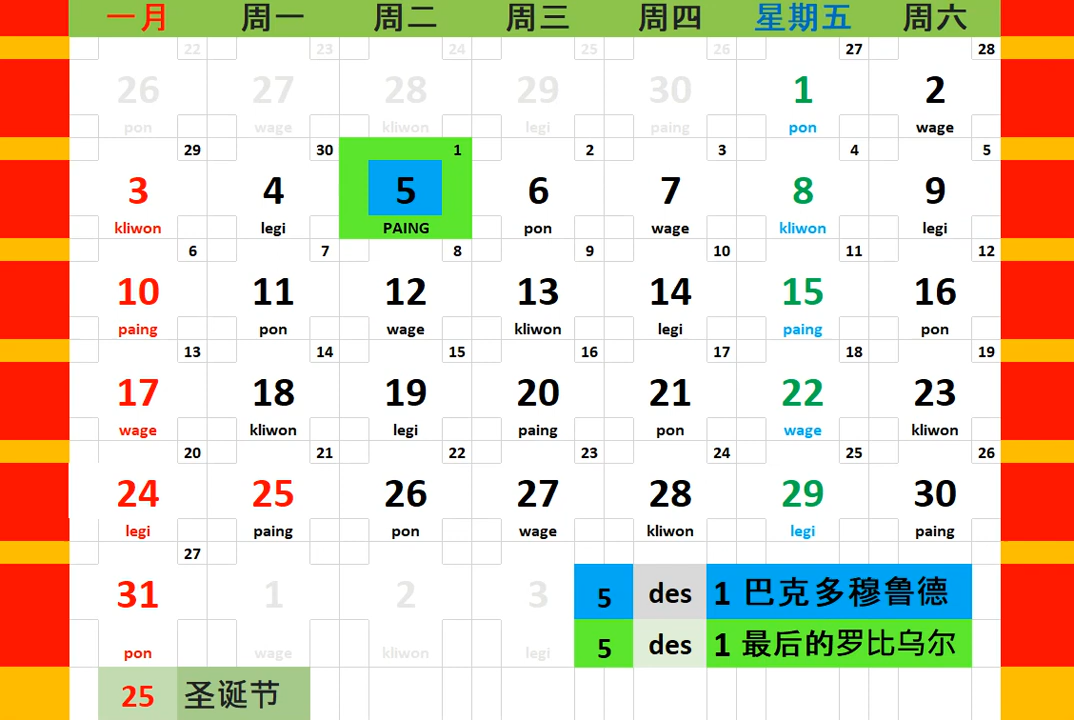 一月 周一 周二 周三 周四 星期五 周六
22 23 24 25 26 27 28
26 27 28 29 30 1 2
pon wage kliwon legi paing pon wage
29 30 1 2 3 4 5
3 4 5 6 7 8 9
kliwon legi PAING pon wage kliwon legi
6 7 8 9 10 11 12
10 11 12 13 14 15 16
paing pon wage kliwon legi paing pon
13 14 15 16 17 18 19
17 18 19 20 21 22 23
wage kliwon legi paing pon wage kliwon
20 21 22 23 24 25 26
24 25 26 27 28 29 30
legi paing pon wage kliwon legi paing
27
31 1 2 3
pon wage kliwon legi
5 des 1 巴克多穆鲁德
5 des 1 最后的罗比乌尔
25 圣诞节